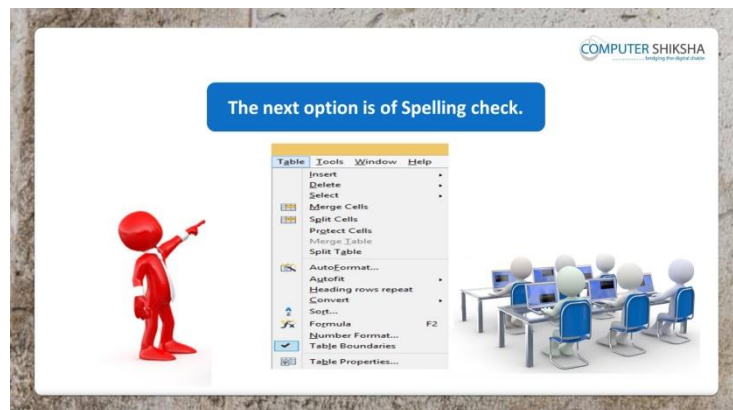 COMPUTER SHIKSHA
bridging the digital divide
The next option is of Spelling check.
Table Tools Window Help
Insert
Delete
Select
Merge Cells
Split Cells
Protect Cells
Merge Table
Split Table
AutoFormat...
Autofit
Heading rows repeat
Convert
Sort...
Formula F2
Number Format...
Table Boundaries
Table Properties...